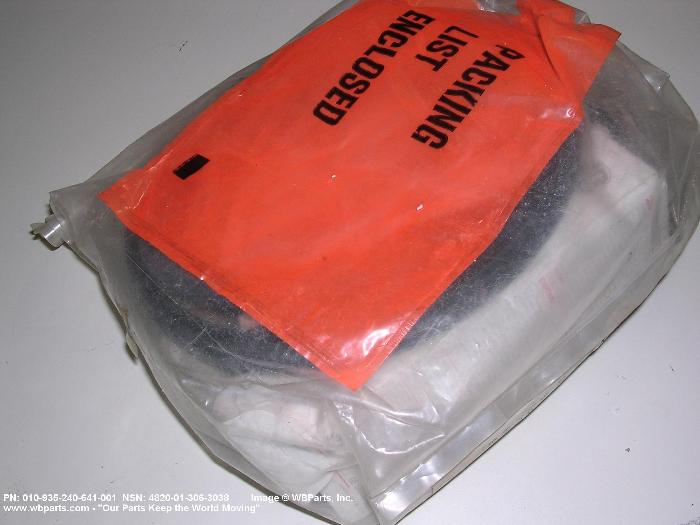 PACKING
LIST
ENCLOSED
PN: 010-935-240-641-001 NSN: 4820-01-306-3038 Image © WBParts, Inc.
www.wbparts.com - "Our Parts Keep the World Moving"